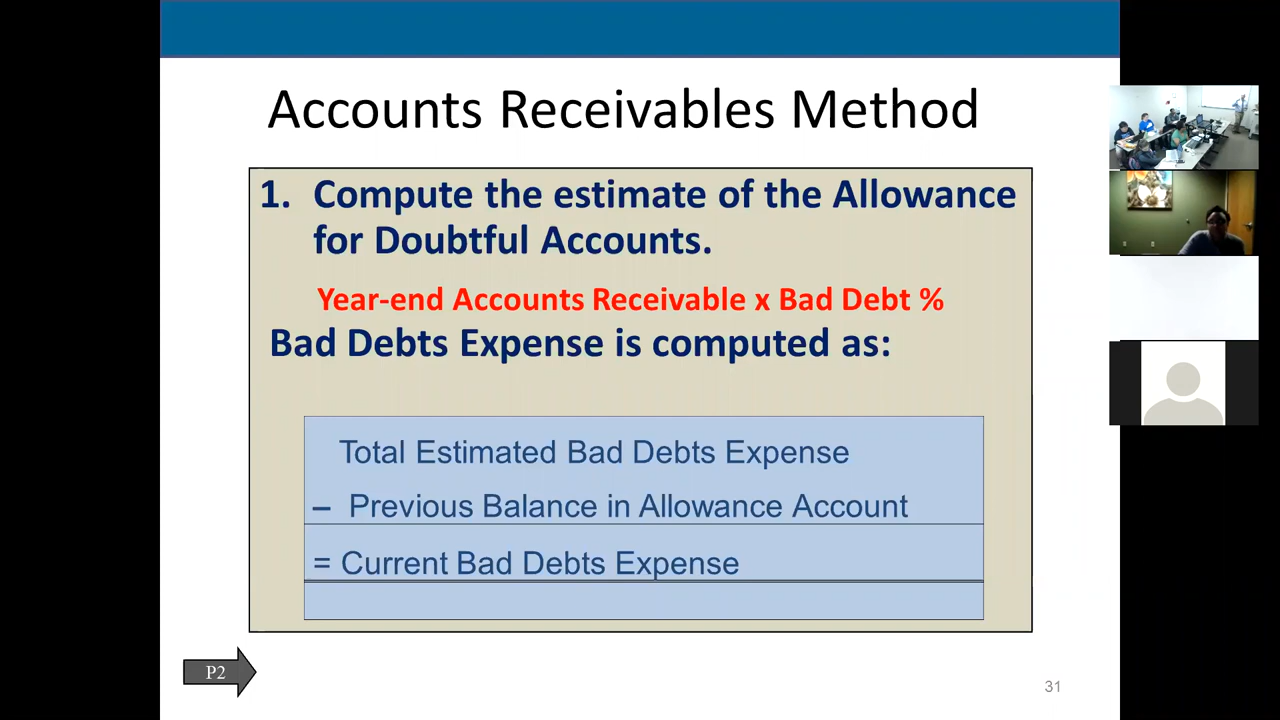 Accounts Receivables Method
1. Compute the estimate of the Allowance
for Doubtful Accounts.
Year-end Accounts Receivable x Bad Debt %
Bad Debts Expense is computed as:
Total Estimated Bad Debts Expense
– Previous Balance in Allowance Account
= Current Bad Debts Expense
P2
31